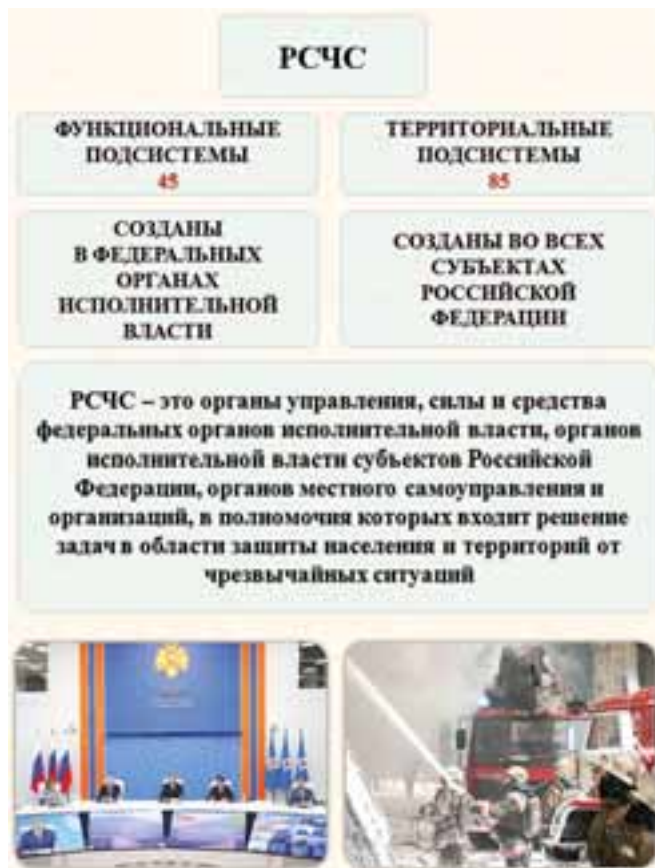 РСЧС
ФУНКЦИОНАЛЬНЫЕ
ПОДСИСТЕМЫ
45
ТЕРРИТОРИАЛЬНЫЕ
ПОДСИСТЕМЫ
85
СОЗДАНЫ
В ФЕДЕРАЛЬНЫХ
ОРГАНАХ
ИСПОЛНИТЕЛЬНОЙ
ВЛАСТИ
СОЗДАНЫ ВО ВСЕХ
СУБЪЕКТАХ
РОССИЙСКОЙ
ФЕДЕРАЦИИ
РСЧС – это органы управления, силы и средства
федеральных органов исполнительной власти, органов
исполнительной власти субъектов Российской
Федерации, органов местного самоуправления и
организаций, в полномочия которых входит решение
задач в области защиты населения и территорий от
чрезвычайных ситуаций